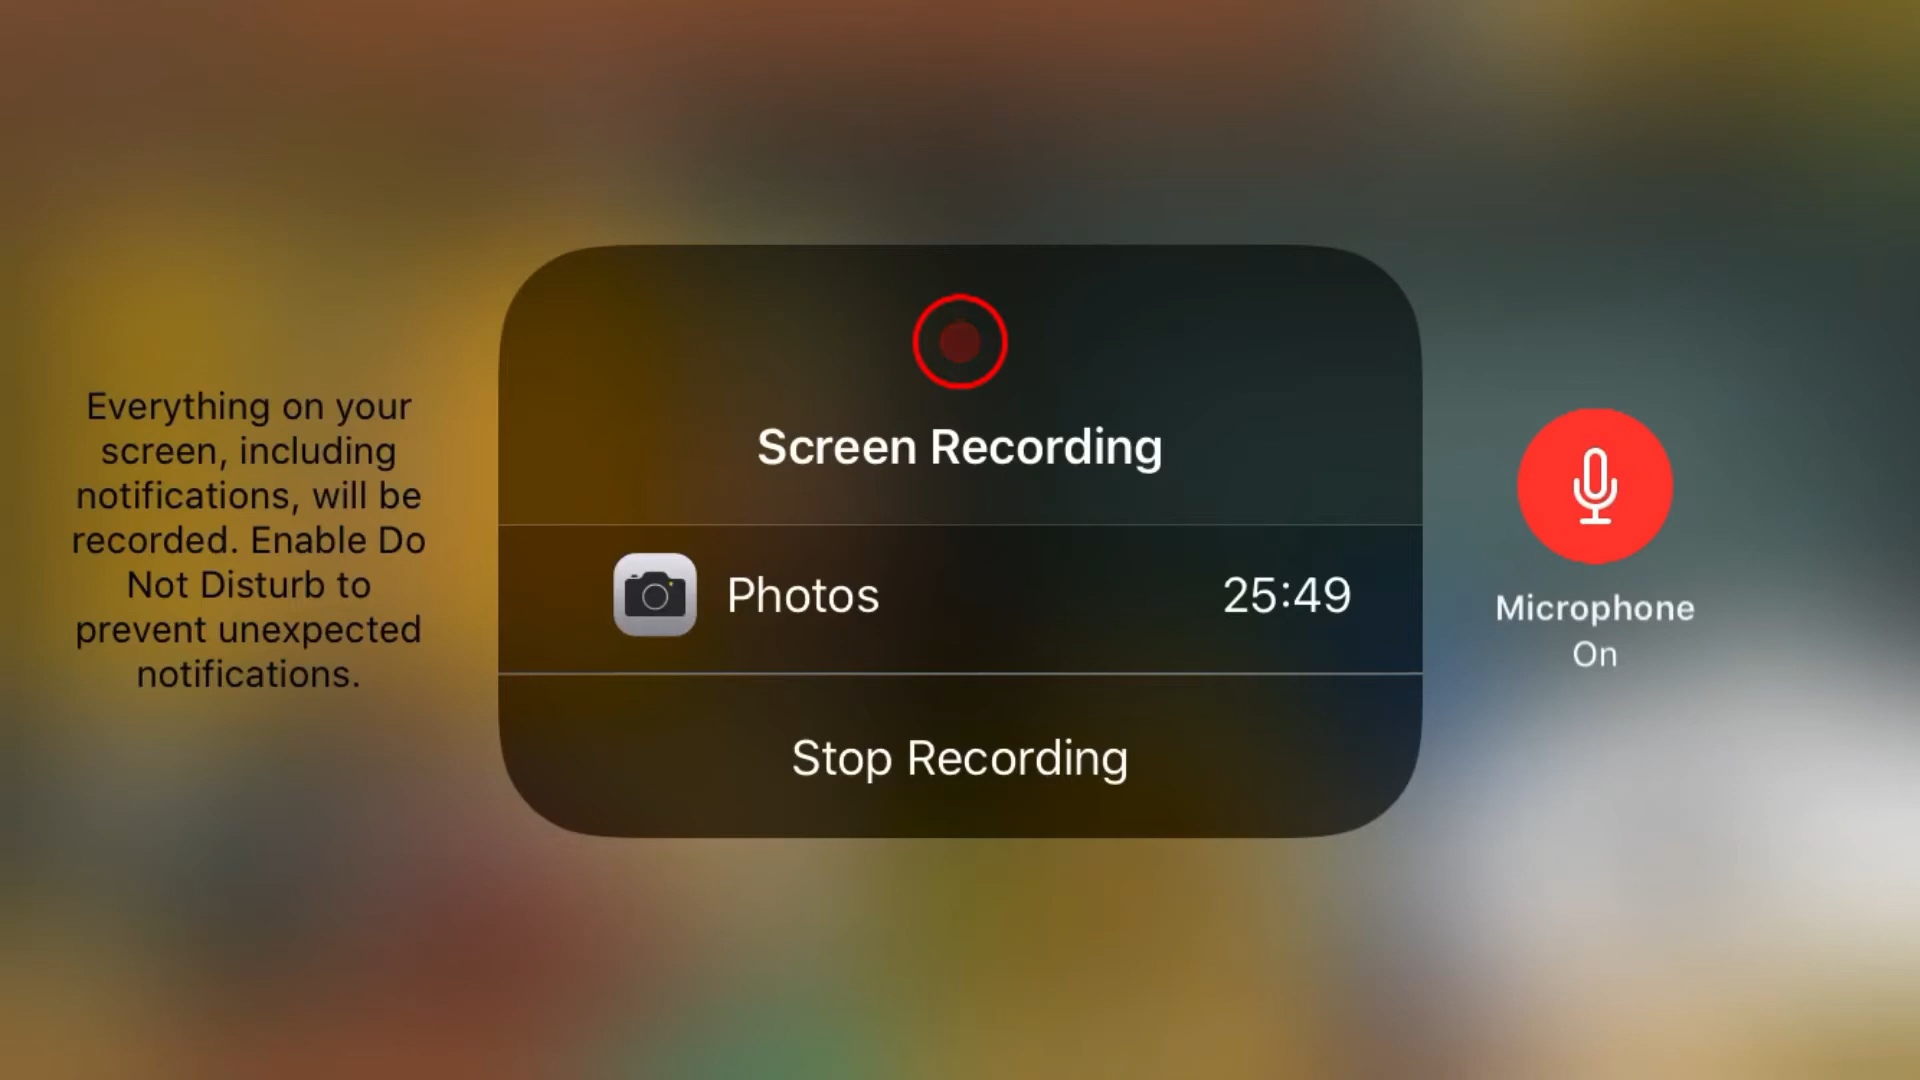 Everything on your
screen, including
notifications, will be
recorded. Enable Do
Not Disturb to
prevent unexpected
notifications.
Screen Recording
Photos 25:49
Stop Recording
Microphone
On